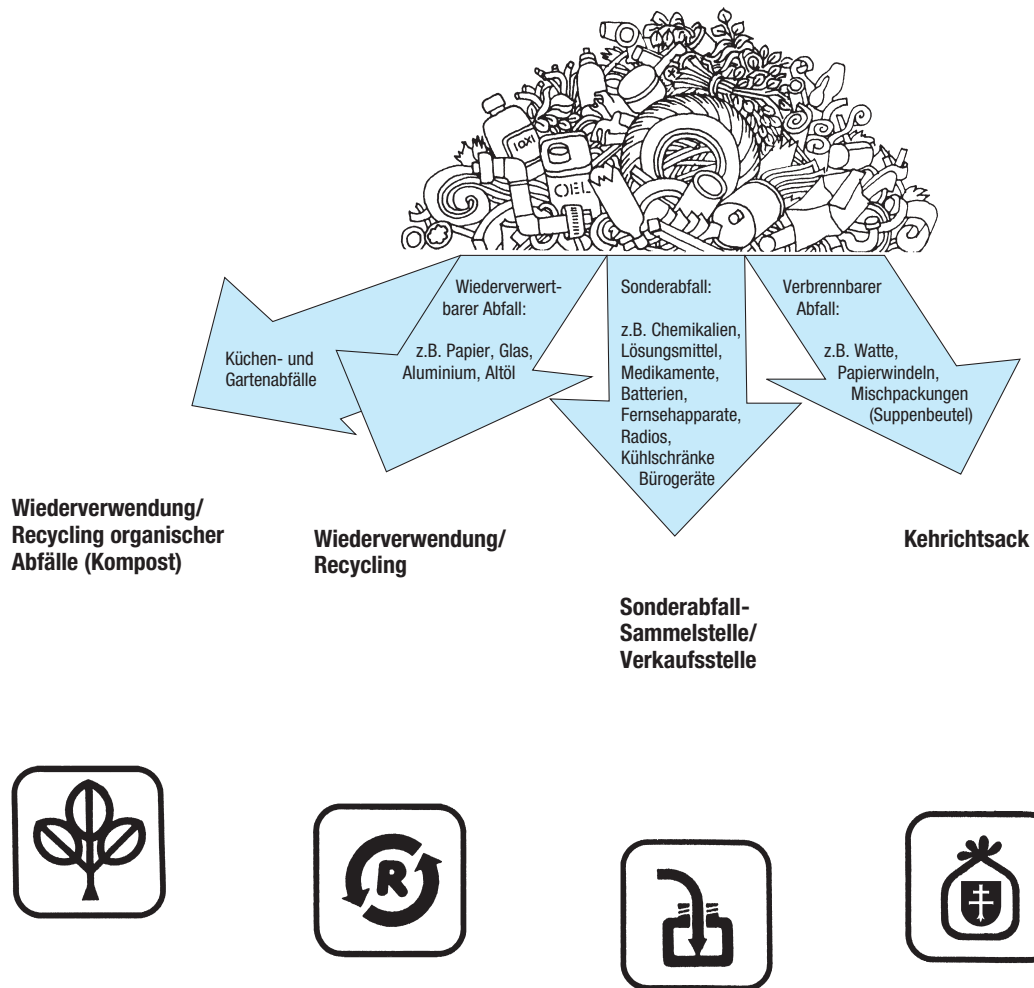 TOXI
OEL
Küchen- und
Gartenabfälle
Wiederverwert-
barer Abfall:
z.B. Papier, Glas,
Aluminium, Altöl
Sonderabfall:
z.B. Chemikalien,
Lösungsmittel,
Medikamente,
Batterien,
Fernsehapparate,
Radios,
Kühlschränke
Bürogeräte
Verbrennbarer
Abfall:
z.B. Watte,
Papierwindeln,
Mischpackungen
(Suppenbeutel)
Wiederverwendung/
Recycling organischer
Abfälle (Kompost)
Wiederverwendung/
Recycling
Sonderabfall-
Sammelstelle/
Verkaufsstelle
Kehrichtsack
R